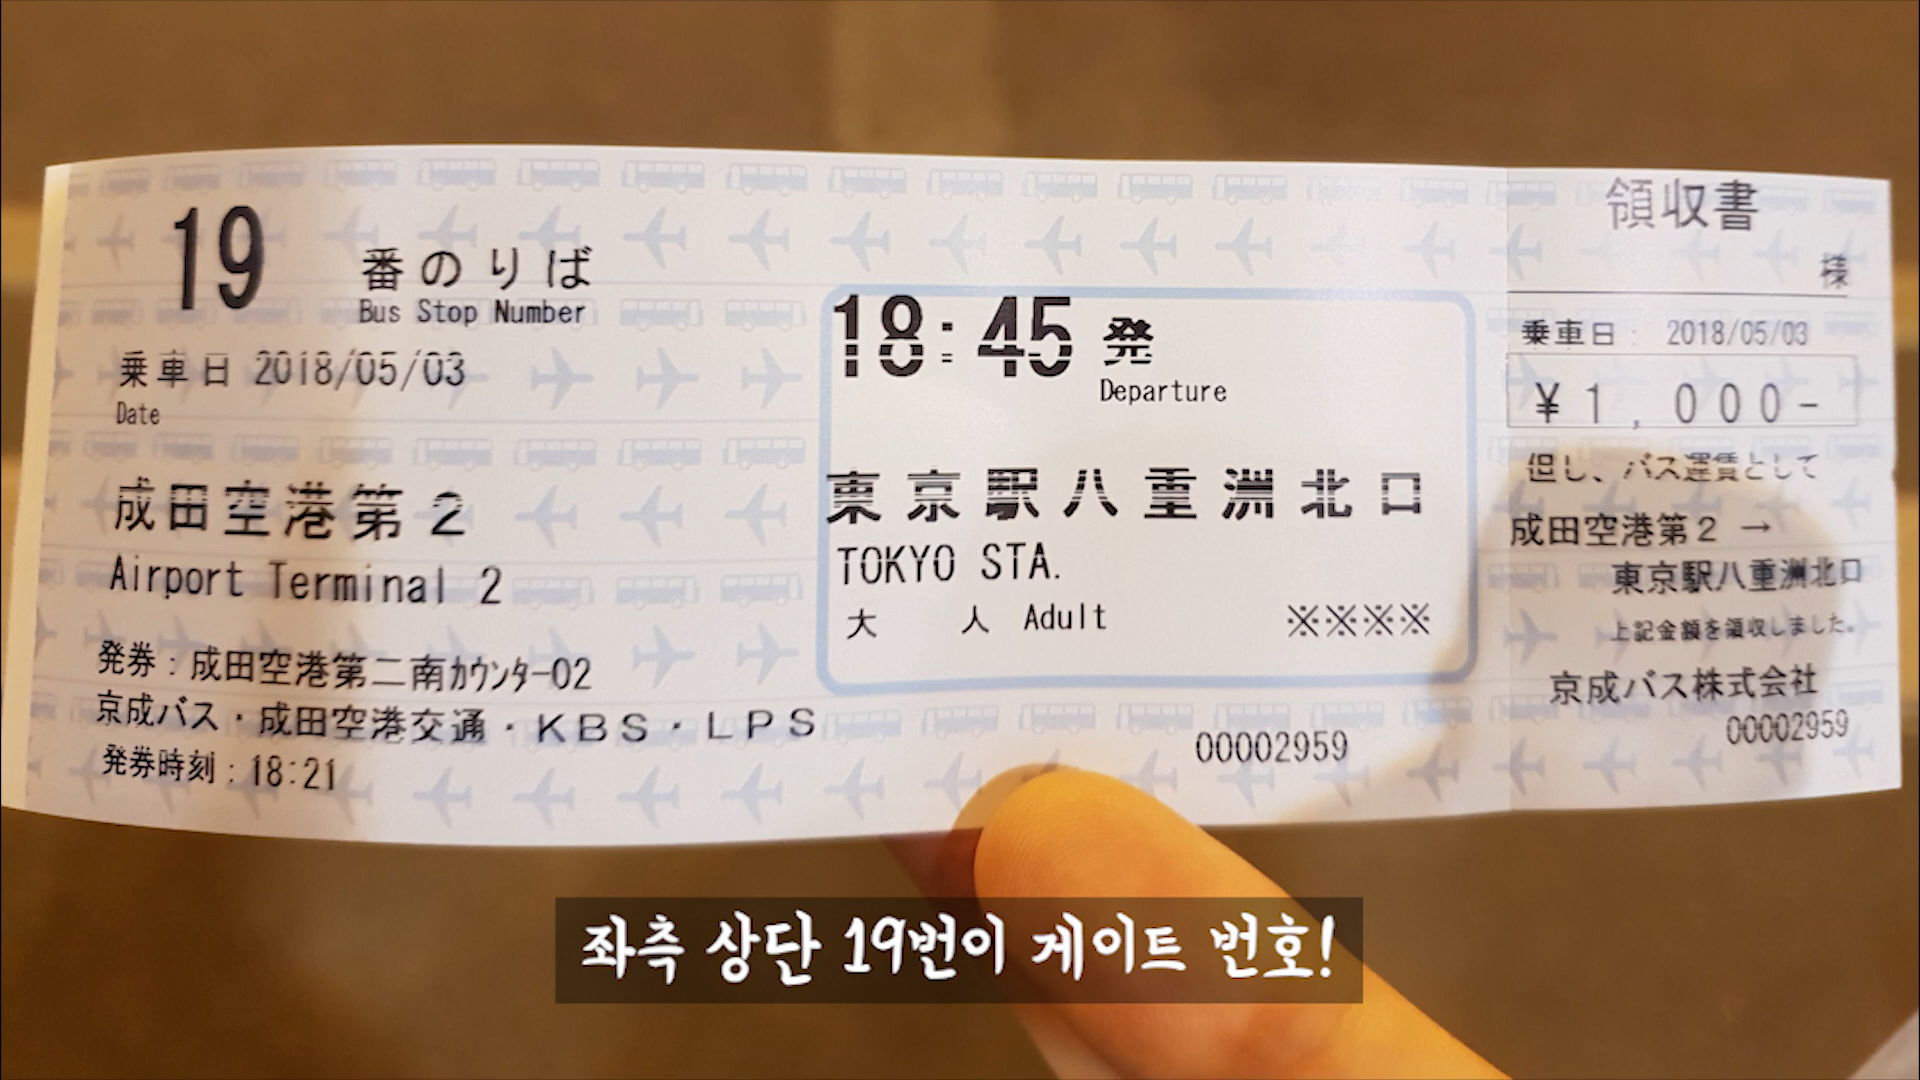 19 番のりば
Bus Stop Number
乗車日 2018/05/03
Date
成田空港第2
Airport Terminal 2
発券:成田空港第二南ｶｳﾝﾀｰ02
京成バス・成田空港交通・KBS・LPS
発券時刻:18:21
18:45 発
Departure
東京駅八重洲北口
TOKYO STA.
大人 Adult ※※※※
00002959
領収書
様
乗車日: 2018/05/03
¥1,000-
但し、バス運賃として
成田空港第2→
東京駅八重洲北口
上記金額を領収しました。
京成バス株式会社
00002959
좌측 상단 19번이 게이트 번호!